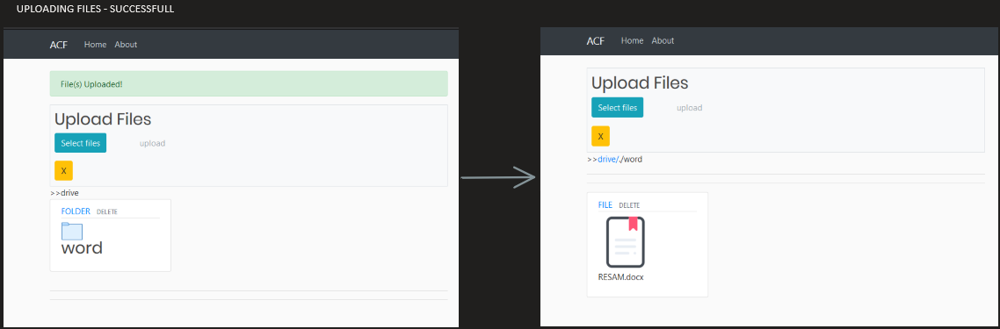 UPLOADING FILES - SUCCESSFULL
ACF Home About
File(s) Uploaded!
Upload Files
Select files upload
X
>>drive
FOLDER DELETE
word
ACF Home About
Upload Files
Select files upload
X
>>drive/./word
FILE DELETE
RESAM.docx